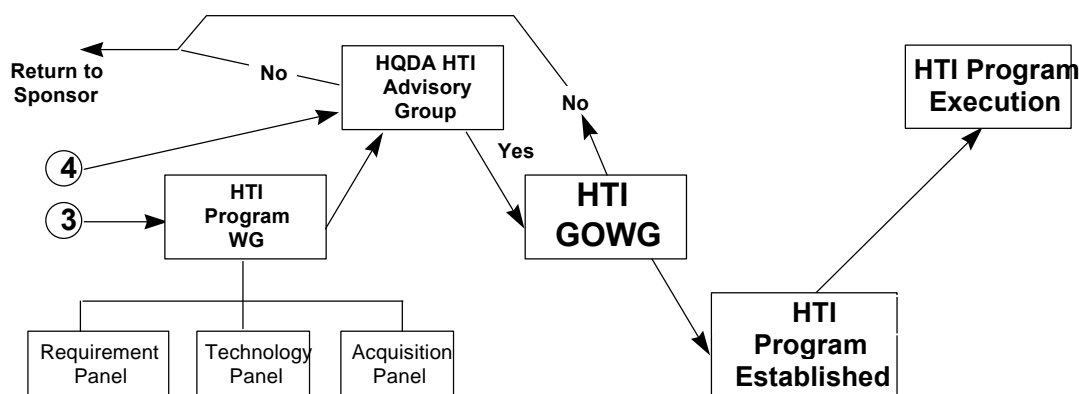 Return to
Sponsor
No
HQDA HTI
Advisory
Group
No
HTI Program
Execution
4
Yes
3
HTI
Program
WG
HTI
GOWG
HTI
Program
Established
Requirement
Panel
Technology
Panel
Acquisition
Panel